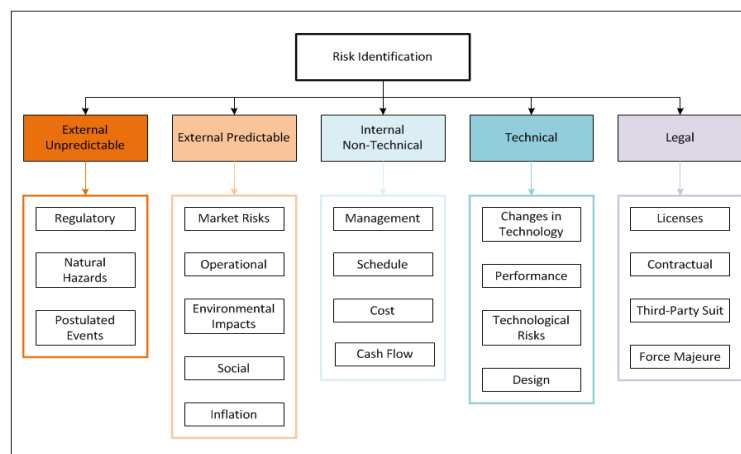 Risk Identification
External
Unpredictable
External Predictable
Internal
Non-Technical
Technical
Legal
Regulatory
Natural
Hazards
Postulated
Events
Market Risks
Operational
Environmental
Impacts
Social
Inflation
Management
Schedule
Cost
Cash Flow
Changes in
Technology
Performance
Technological
Risks
Design
Licenses
Contractual
Third-Party Suit
Force Majeure